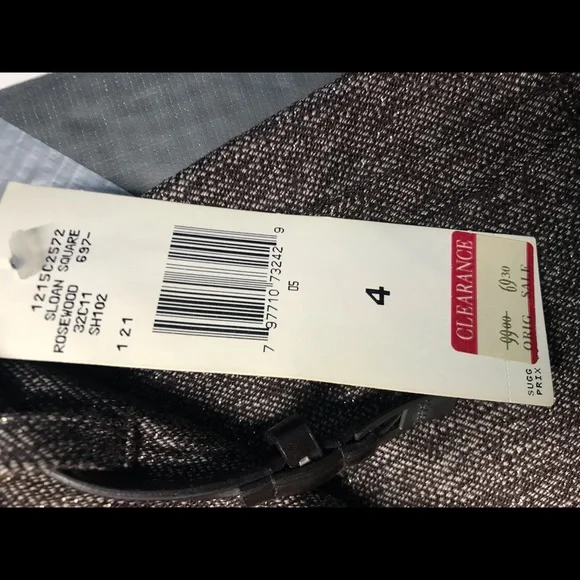 1215C2572
SLOAN SQUARE
ROSEWOOD 697-
32C11
SH102
121
7 97710 73242 9
05
4
CLEARANCE
99.00 69.30
ORIG. SALE
SUGG
PRIX